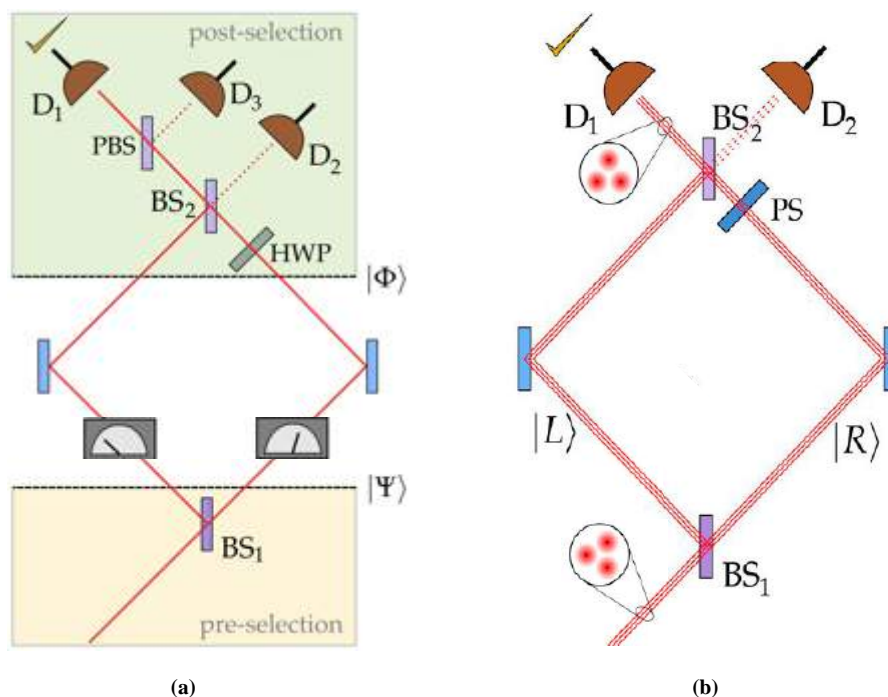 post-selection
D₁
D₃
PBS
D₂
BS₂
HWP
|Φ⟩
|Ψ⟩
BS₁
pre-selection
(a)
D₁
BS₂
D₂
PS
|L⟩
|R⟩
BS₁
(b)